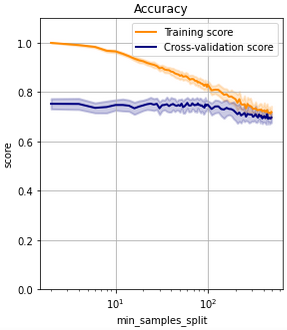 Accuracy
Training score
Cross-validation score
score
1.0
0.8
0.6
0.4
0.2
0.0
10¹
10²
min_samples_split